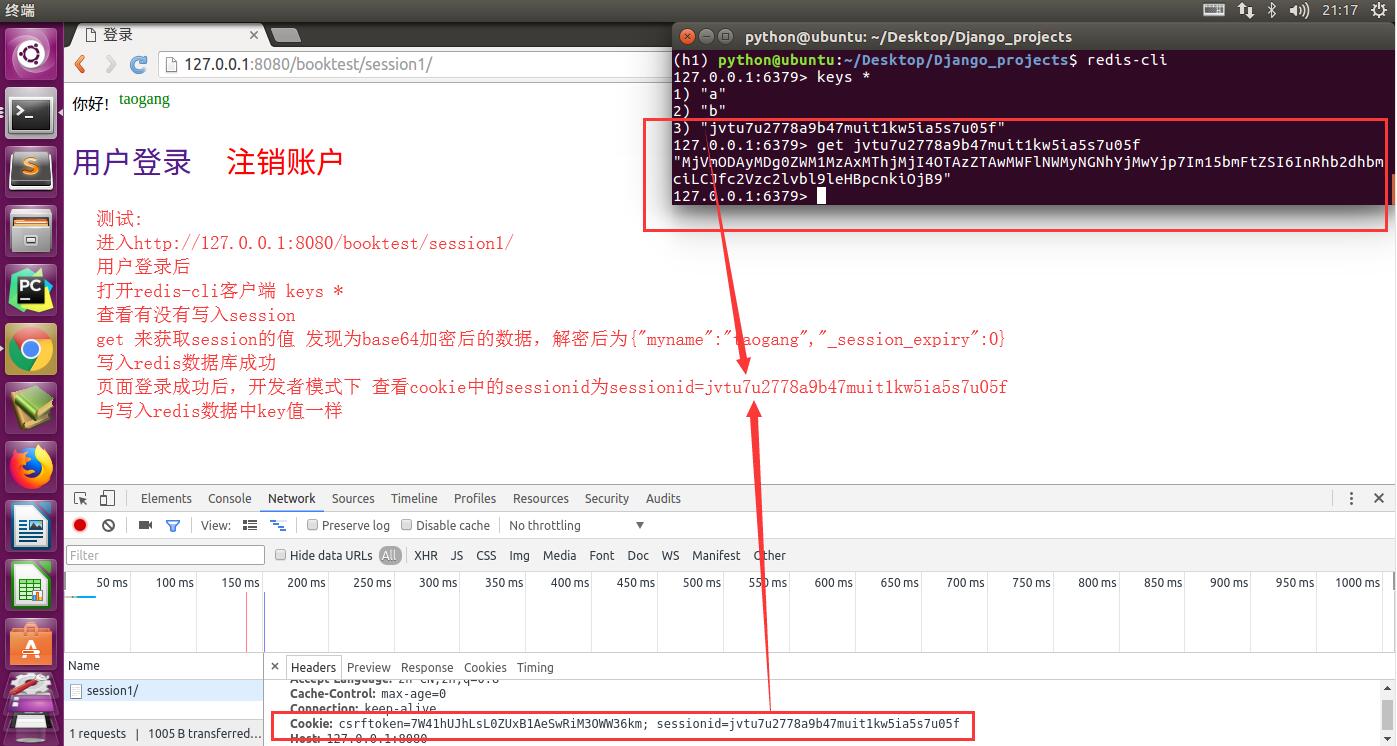 终端
21:17
登录
127.0.0.1:8080/booktest/session1/
python@ubuntu: ~/Desktop/Django_projects
(h1) python@ubuntu:~/Desktop/Django_projects$ redis-cli
127.0.0.1:6379> keys *
1) "a"
2) "b"
3) "jvtu7u2778a9b47muit1kw5ia5s7u05f"
127.0.0.1:6379> get jvtu7u2778a9b47muit1kw5ia5s7u05f
"MjVmODAyMDg0ZWM1MzAxMThjMjI4OTAzZTAwMWFlNWMyNGNhYjMwYjp7Im15bmFtZSI6InRhb2dhbm
ciLCJfc2Vzc2lvbl9leHBpcnkiOjB9"
127.0.0.1:6379>
你好! taogang
用户登录 注销账户
测试:
进入http://127.0.0.1:8080/booktest/session1/
用户登录后
打开redis-cli客户端 keys *
查看有没有写入session
get 来获取session的值 发现为base64加密后的数据，解密后为{"myname":"taogang","_session_expiry":0}
写入redis数据库成功
页面登录成功后，开发者模式下 查看cookie中的sessionid为sessionid=jvtu7u2778a9b47muit1kw5ia5s7u05f
与写入redis数据中key值一样
Elements Console Network Sources Timeline Profiles Resources Security Audits
View: Preserve log Disable cache No throttling
Filter Hide data URLs All XHR JS CSS Img Media Font Doc WS Manifest Other
50 ms 100 ms 150 ms 200 ms 250 ms 300 ms 350 ms 400 ms 450 ms 500 ms 550 ms 600 ms 650 ms 700 ms 750 ms 800 ms 850 ms 900 ms 950 ms 1000 ms
Name
Headers Preview Response Cookies Timing
session1/
Accept-Language: zh-CN,zh;q=0.8
Cache-Control: max-age=0
Connection: keep-alive
Cookie: csrftoken=7W41hUJhLsL0ZUxB1AeSwRiM3OWW36km; sessionid=jvtu7u2778a9b47muit1kw5ia5s7u05f
Host: 127.0.0.1:8080
1 requests | 1005 B transferred...